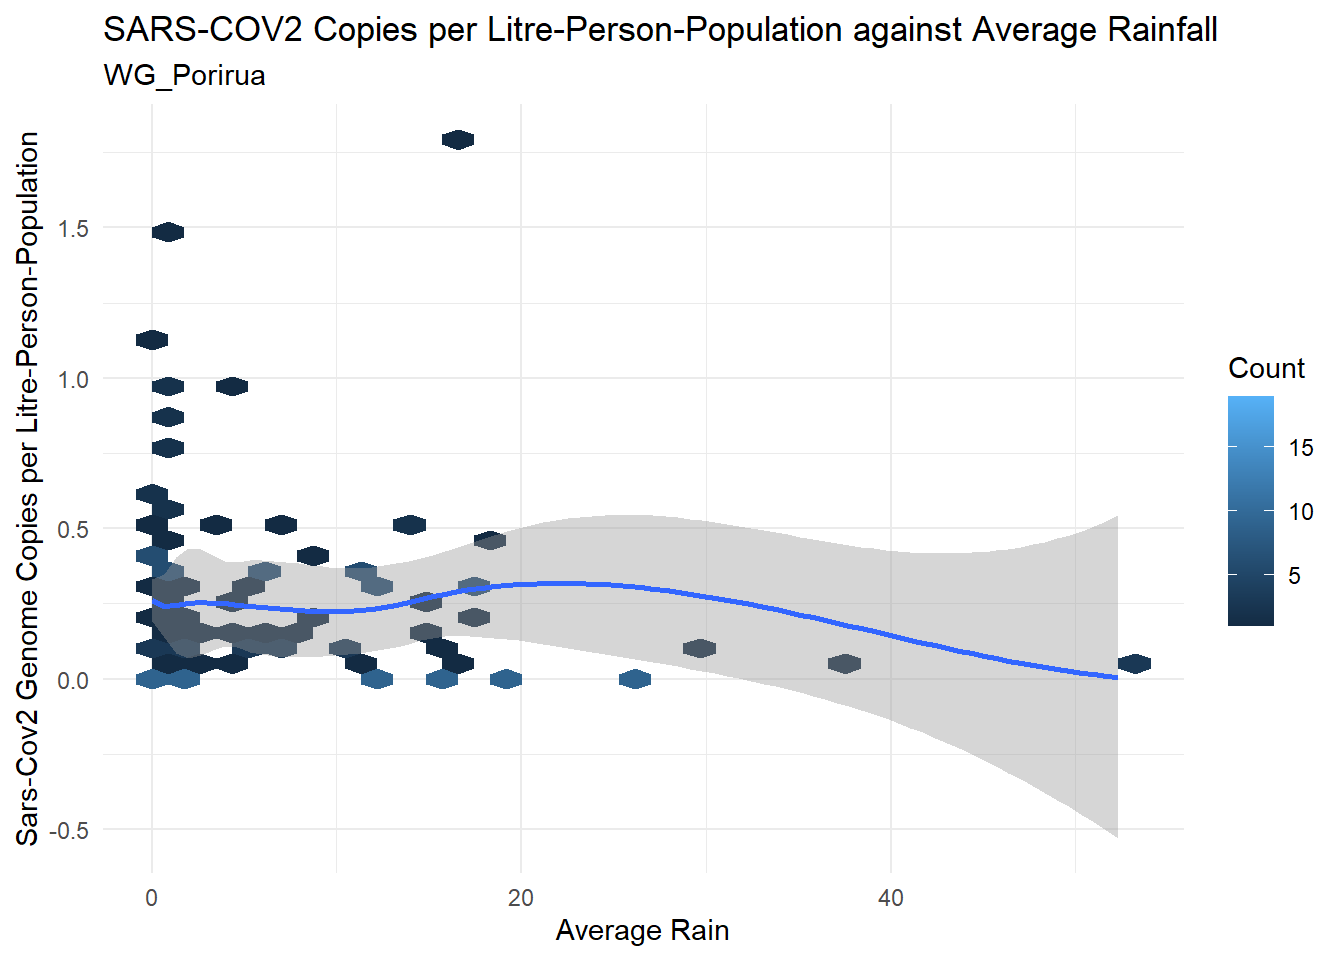 SARS-COV2 Copies per Litre-Person-Population against Average Rainfall
WG_Porirua
Sars-Cov2 Genome Copies per Litre-Person-Population
1.5
1.0
0.5
0.0
-0.5
0
20
40
Average Rain
Count
15
10
5